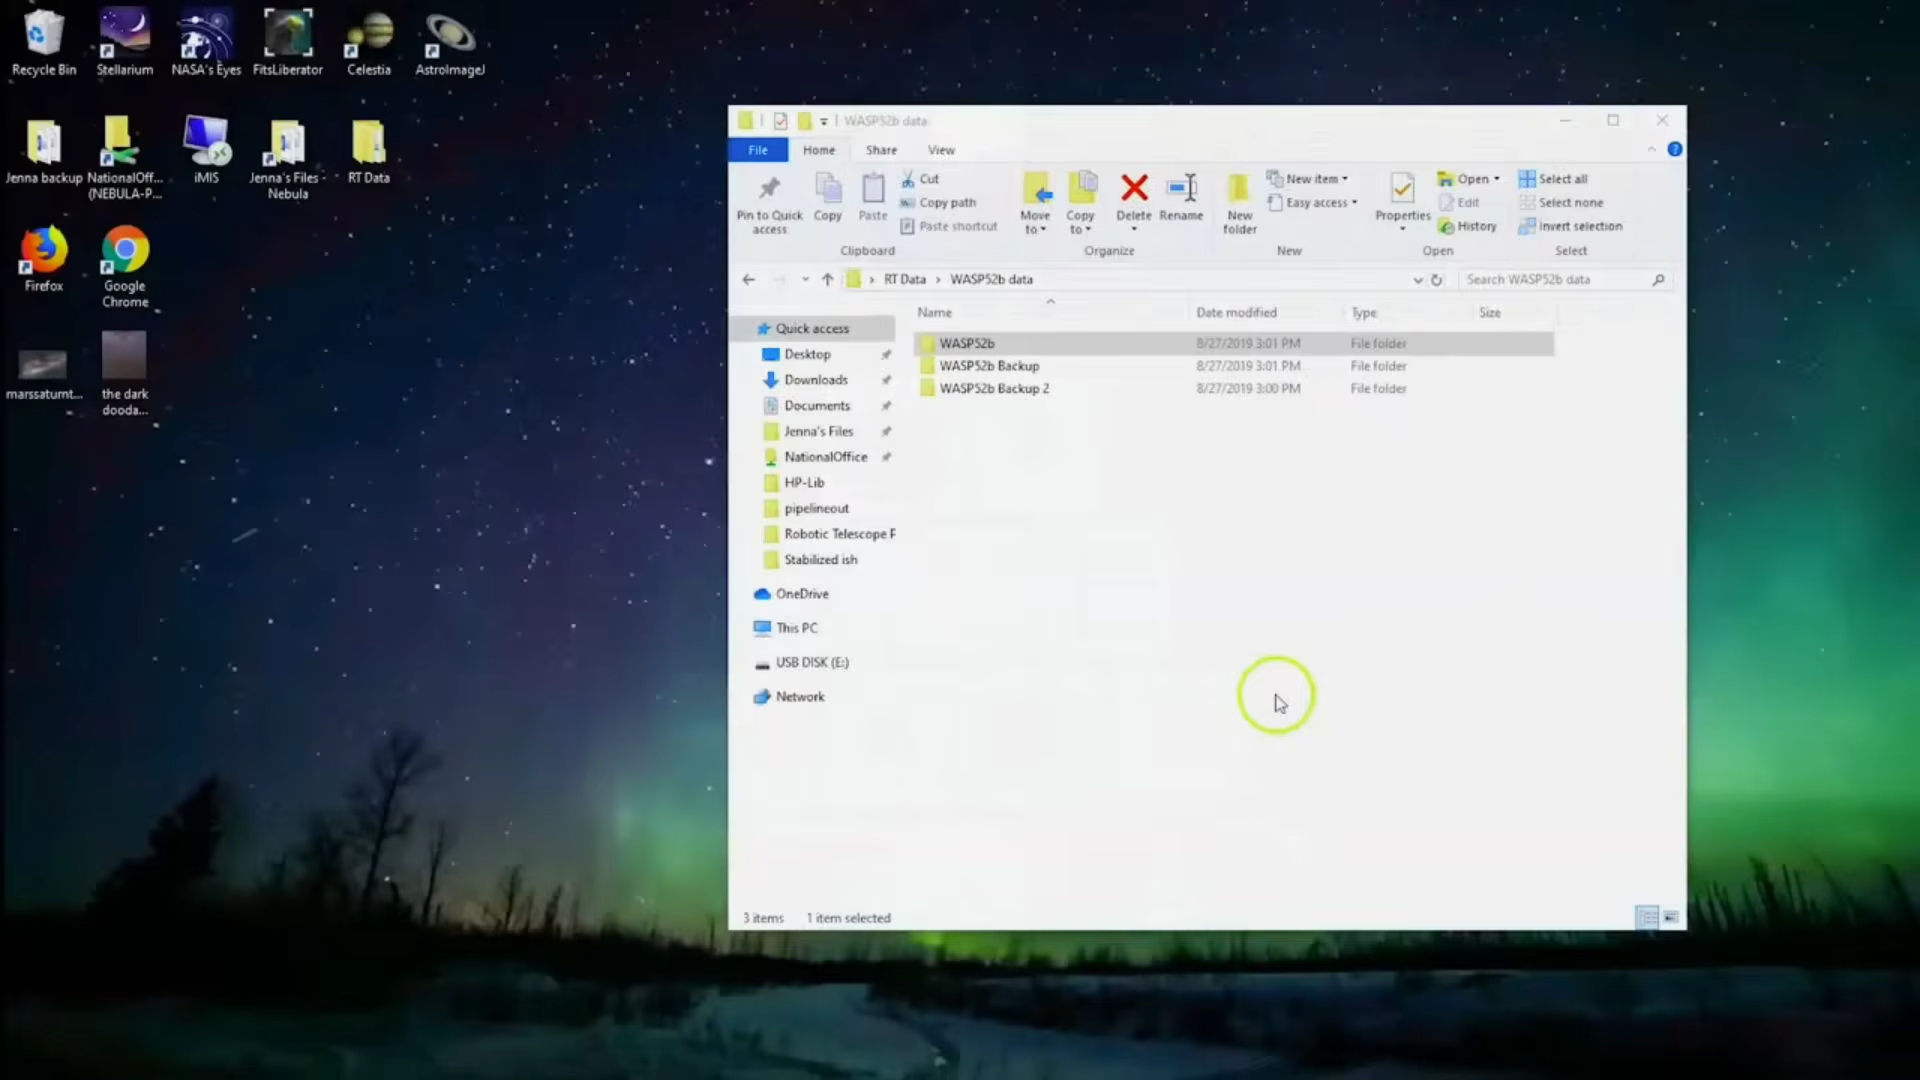 Recycle Bin
Stellarium
NASA's Eyes
FitsLiberator
Celestia
AstroImageJ
Jenna backup
NationalOff...
(NEBULA-P...
iMIS
Jenna's Files -
Nebula
RT Data
Firefox
Google
Chrome
marssaturnt...
the dark
dooda...
WASP52b data
File
Home
Share
View
Pin to Quick
access
Copy
Paste
Cut
Copy path
Paste shortcut
Clipboard
Move
to
Copy
to
Delete
Rename
Organize
New
folder
New item
Easy access
New
Properties
Open
Edit
History
Open
Select all
Select none
Invert selection
Select
RT Data > WASP52b data
Search WASP52b data
Name Date modified Type Size
WASP52b 8/27/2019 3:01 PM File folder
WASP52b Backup 8/27/2019 3:01 PM File folder
WASP52b Backup 2 8/27/2019 3:00 PM File folder
Quick access
Desktop
Downloads
Documents
Jenna's Files
NationalOffice
HP-Lib
pipelineout
Robotic Telescope P
Stabilized ish
OneDrive
This PC
USB DISK (E:)
Network
3 items 1 item selected